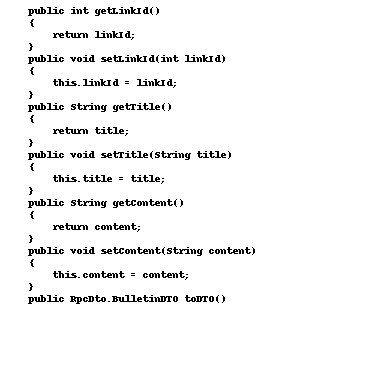 public int getLinkId()
{
return linkId;
}
public void setLinkId(int linkId)
{
this.linkId = linkId;
}
public String getTitle()
{
return title;
}
public void setTitle(String title)
{
this.title = title;
}
public String getContent()
{
return content;
}
public void setContent(String content)
{
this.content = content;
}
public RpcDto.BulletinDTO toDTO()